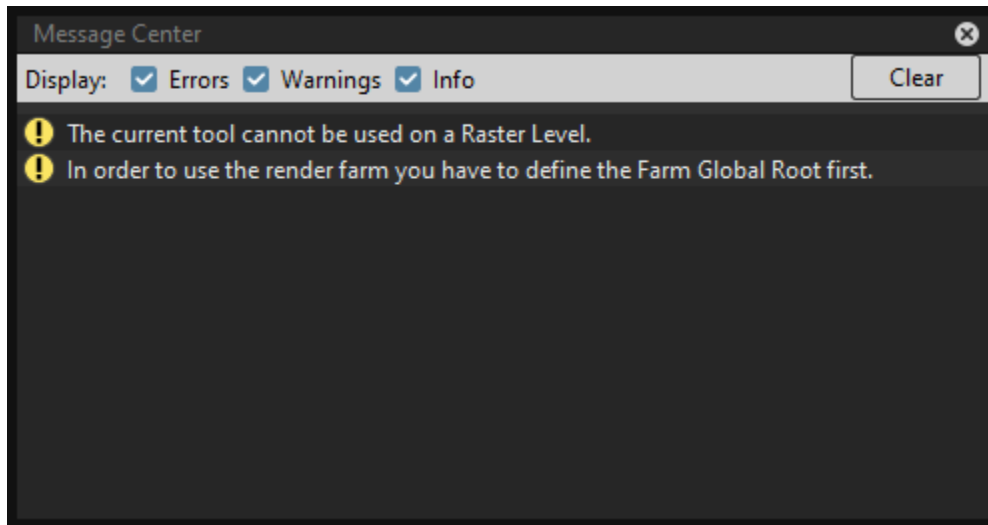 Message Center
Display: Errors Warnings Info Clear
The current tool cannot be used on a Raster Level.
In order to use the render farm you have to define the Farm Global Root first.